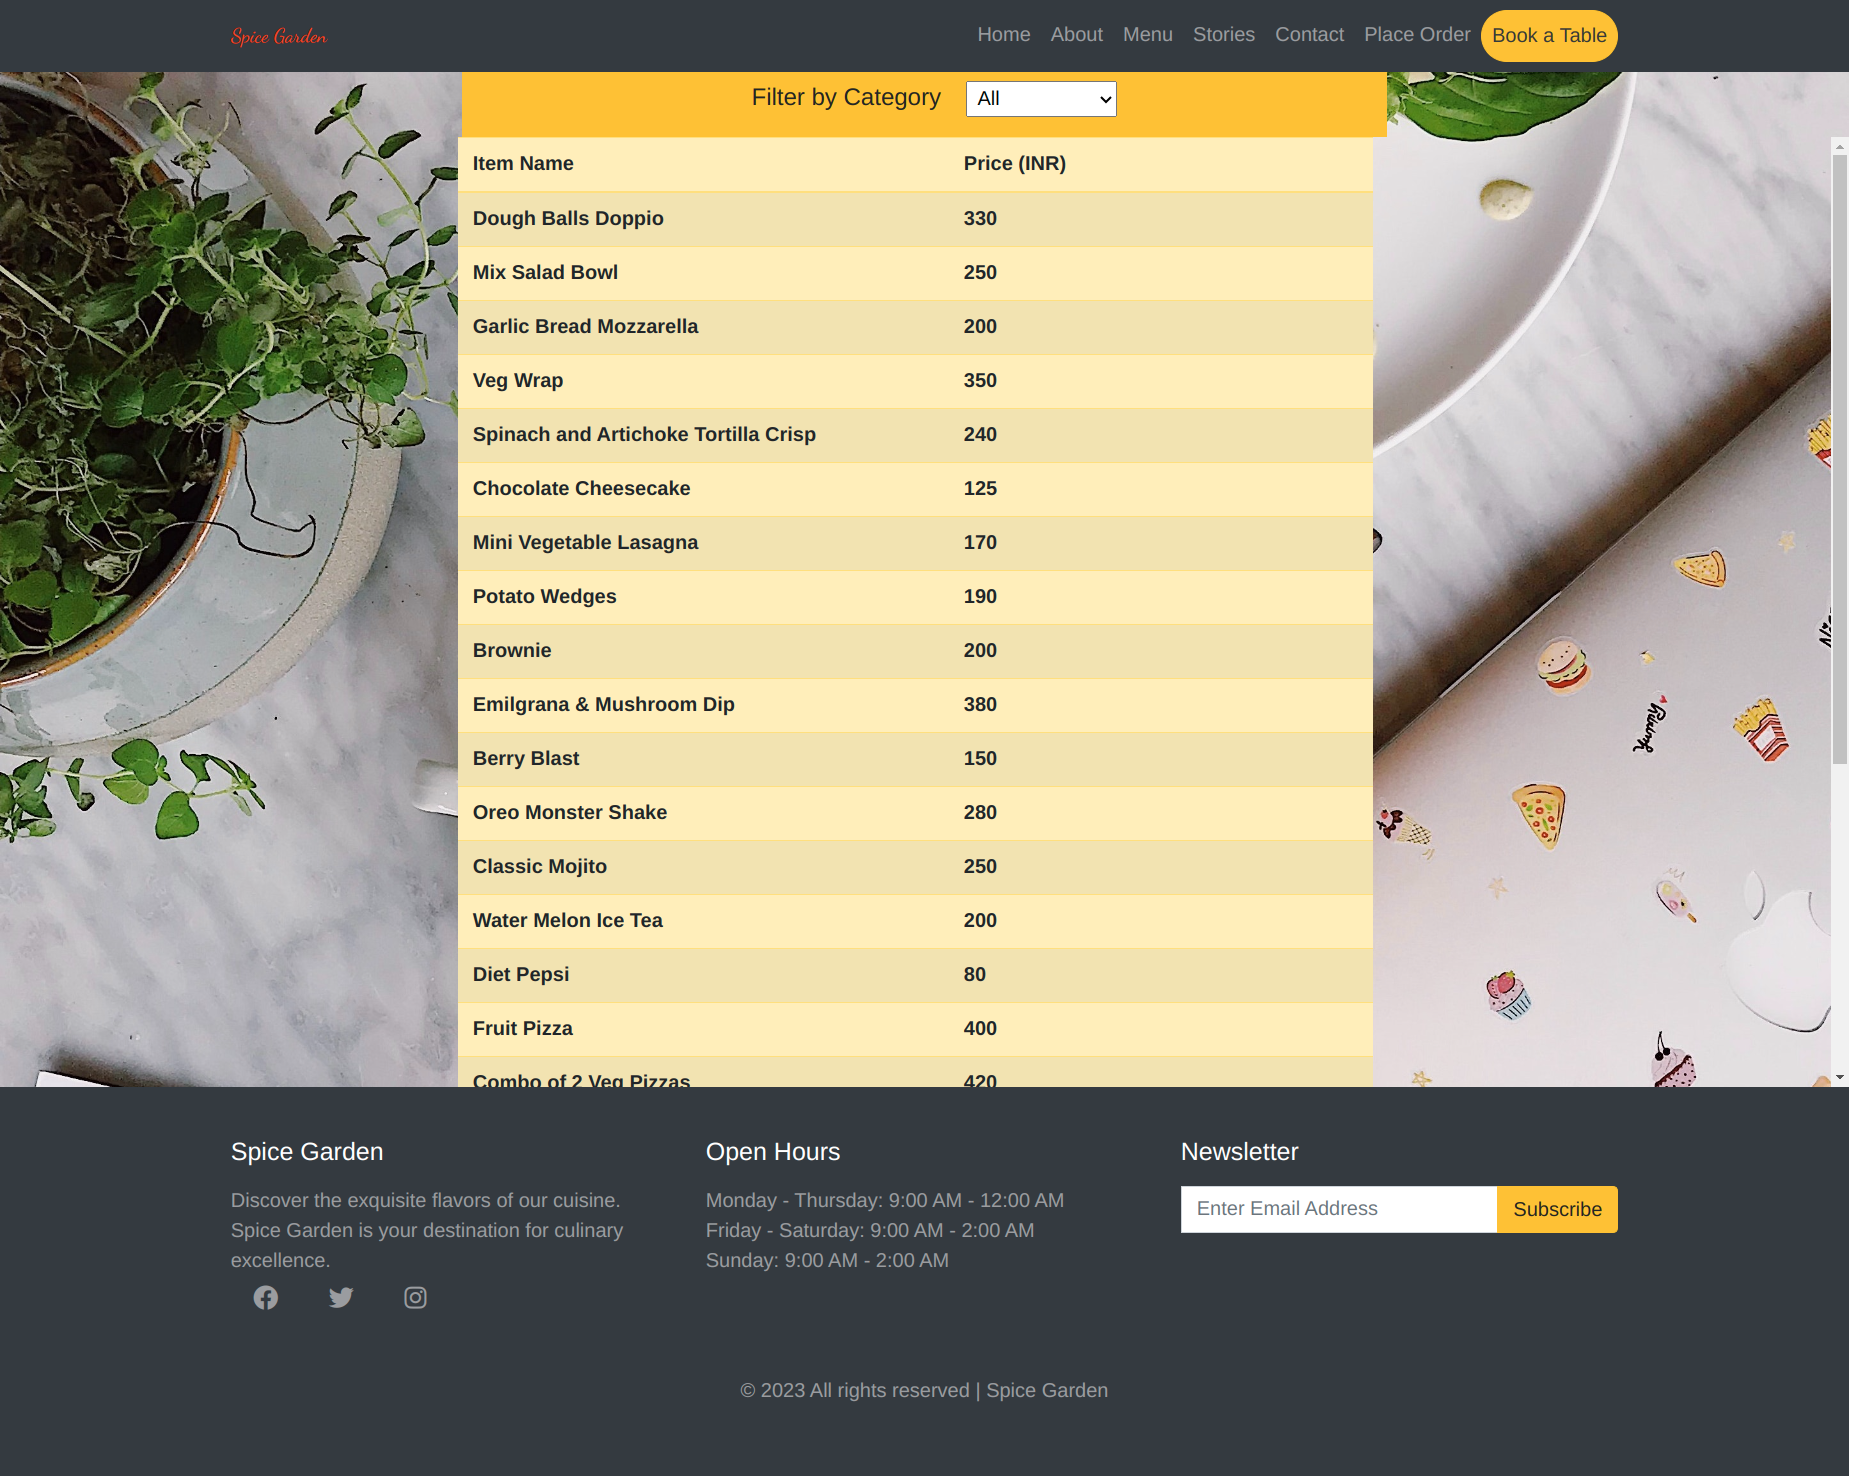 Spice Garden
Home About Menu Stories Contact Place Order Book a Table
Filter by Category All
Item Name Price (INR)
Dough Balls Doppio 330
Mix Salad Bowl 250
Garlic Bread Mozzarella 200
Veg Wrap 350
Spinach and Artichoke Tortilla Crisp 240
Chocolate Cheesecake 125
Mini Vegetable Lasagna 170
Potato Wedges 190
Brownie 200
Emilgrana & Mushroom Dip 380
Berry Blast 150
Oreo Monster Shake 280
Classic Mojito 250
Water Melon Ice Tea 200
Diet Pepsi 80
Fruit Pizza 400
Combo of 2 Veg Pizzas 420
Spice Garden
Discover the exquisite flavors of our cuisine.
Spice Garden is your destination for culinary
excellence.
Open Hours
Monday - Thursday: 9:00 AM - 12:00 AM
Friday - Saturday: 9:00 AM - 2:00 AM
Sunday: 9:00 AM - 2:00 AM
Newsletter
Enter Email Address Subscribe
© 2023 All rights reserved | Spice Garden